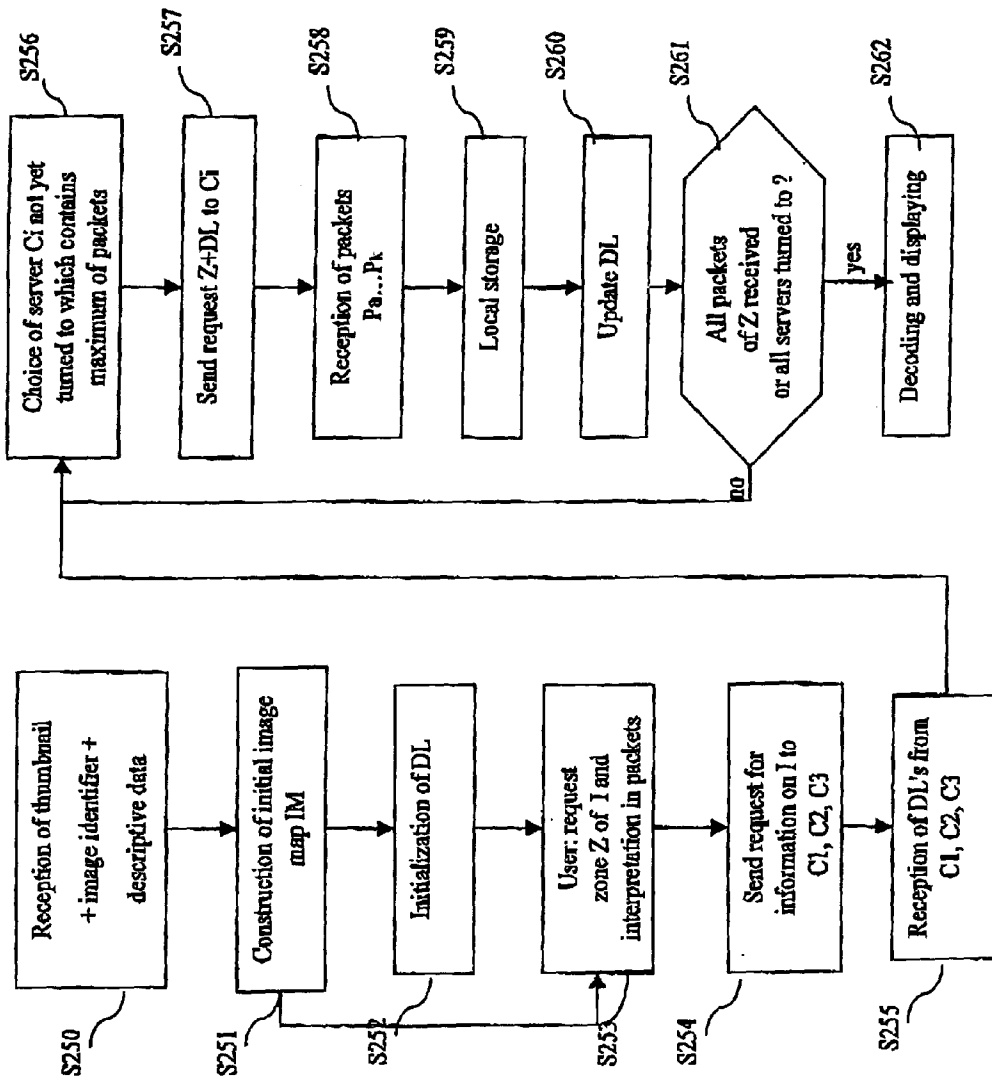 S250
Reception of thumbnail
+ image identifier +
descriptive data
S251
Construction of initial image
map IM
S252
Initialization of DL
S253
User: request
zone Z of I and
interpretation in packets
S254
Send request for
information on I to
C1, C2, C3
S255
Reception of DL's from
C1, C2, C3
S256
Choice of server Ci not yet
turned to which contains
maximum of packets
S257
Send request Z+DL to Ci
S258
Reception of packets
Pa...Pk
S259
Local storage
S260
Update DL
S261
All packets
of Z received
or all servers turned to ?
no
yes
S262
Decoding and displaying